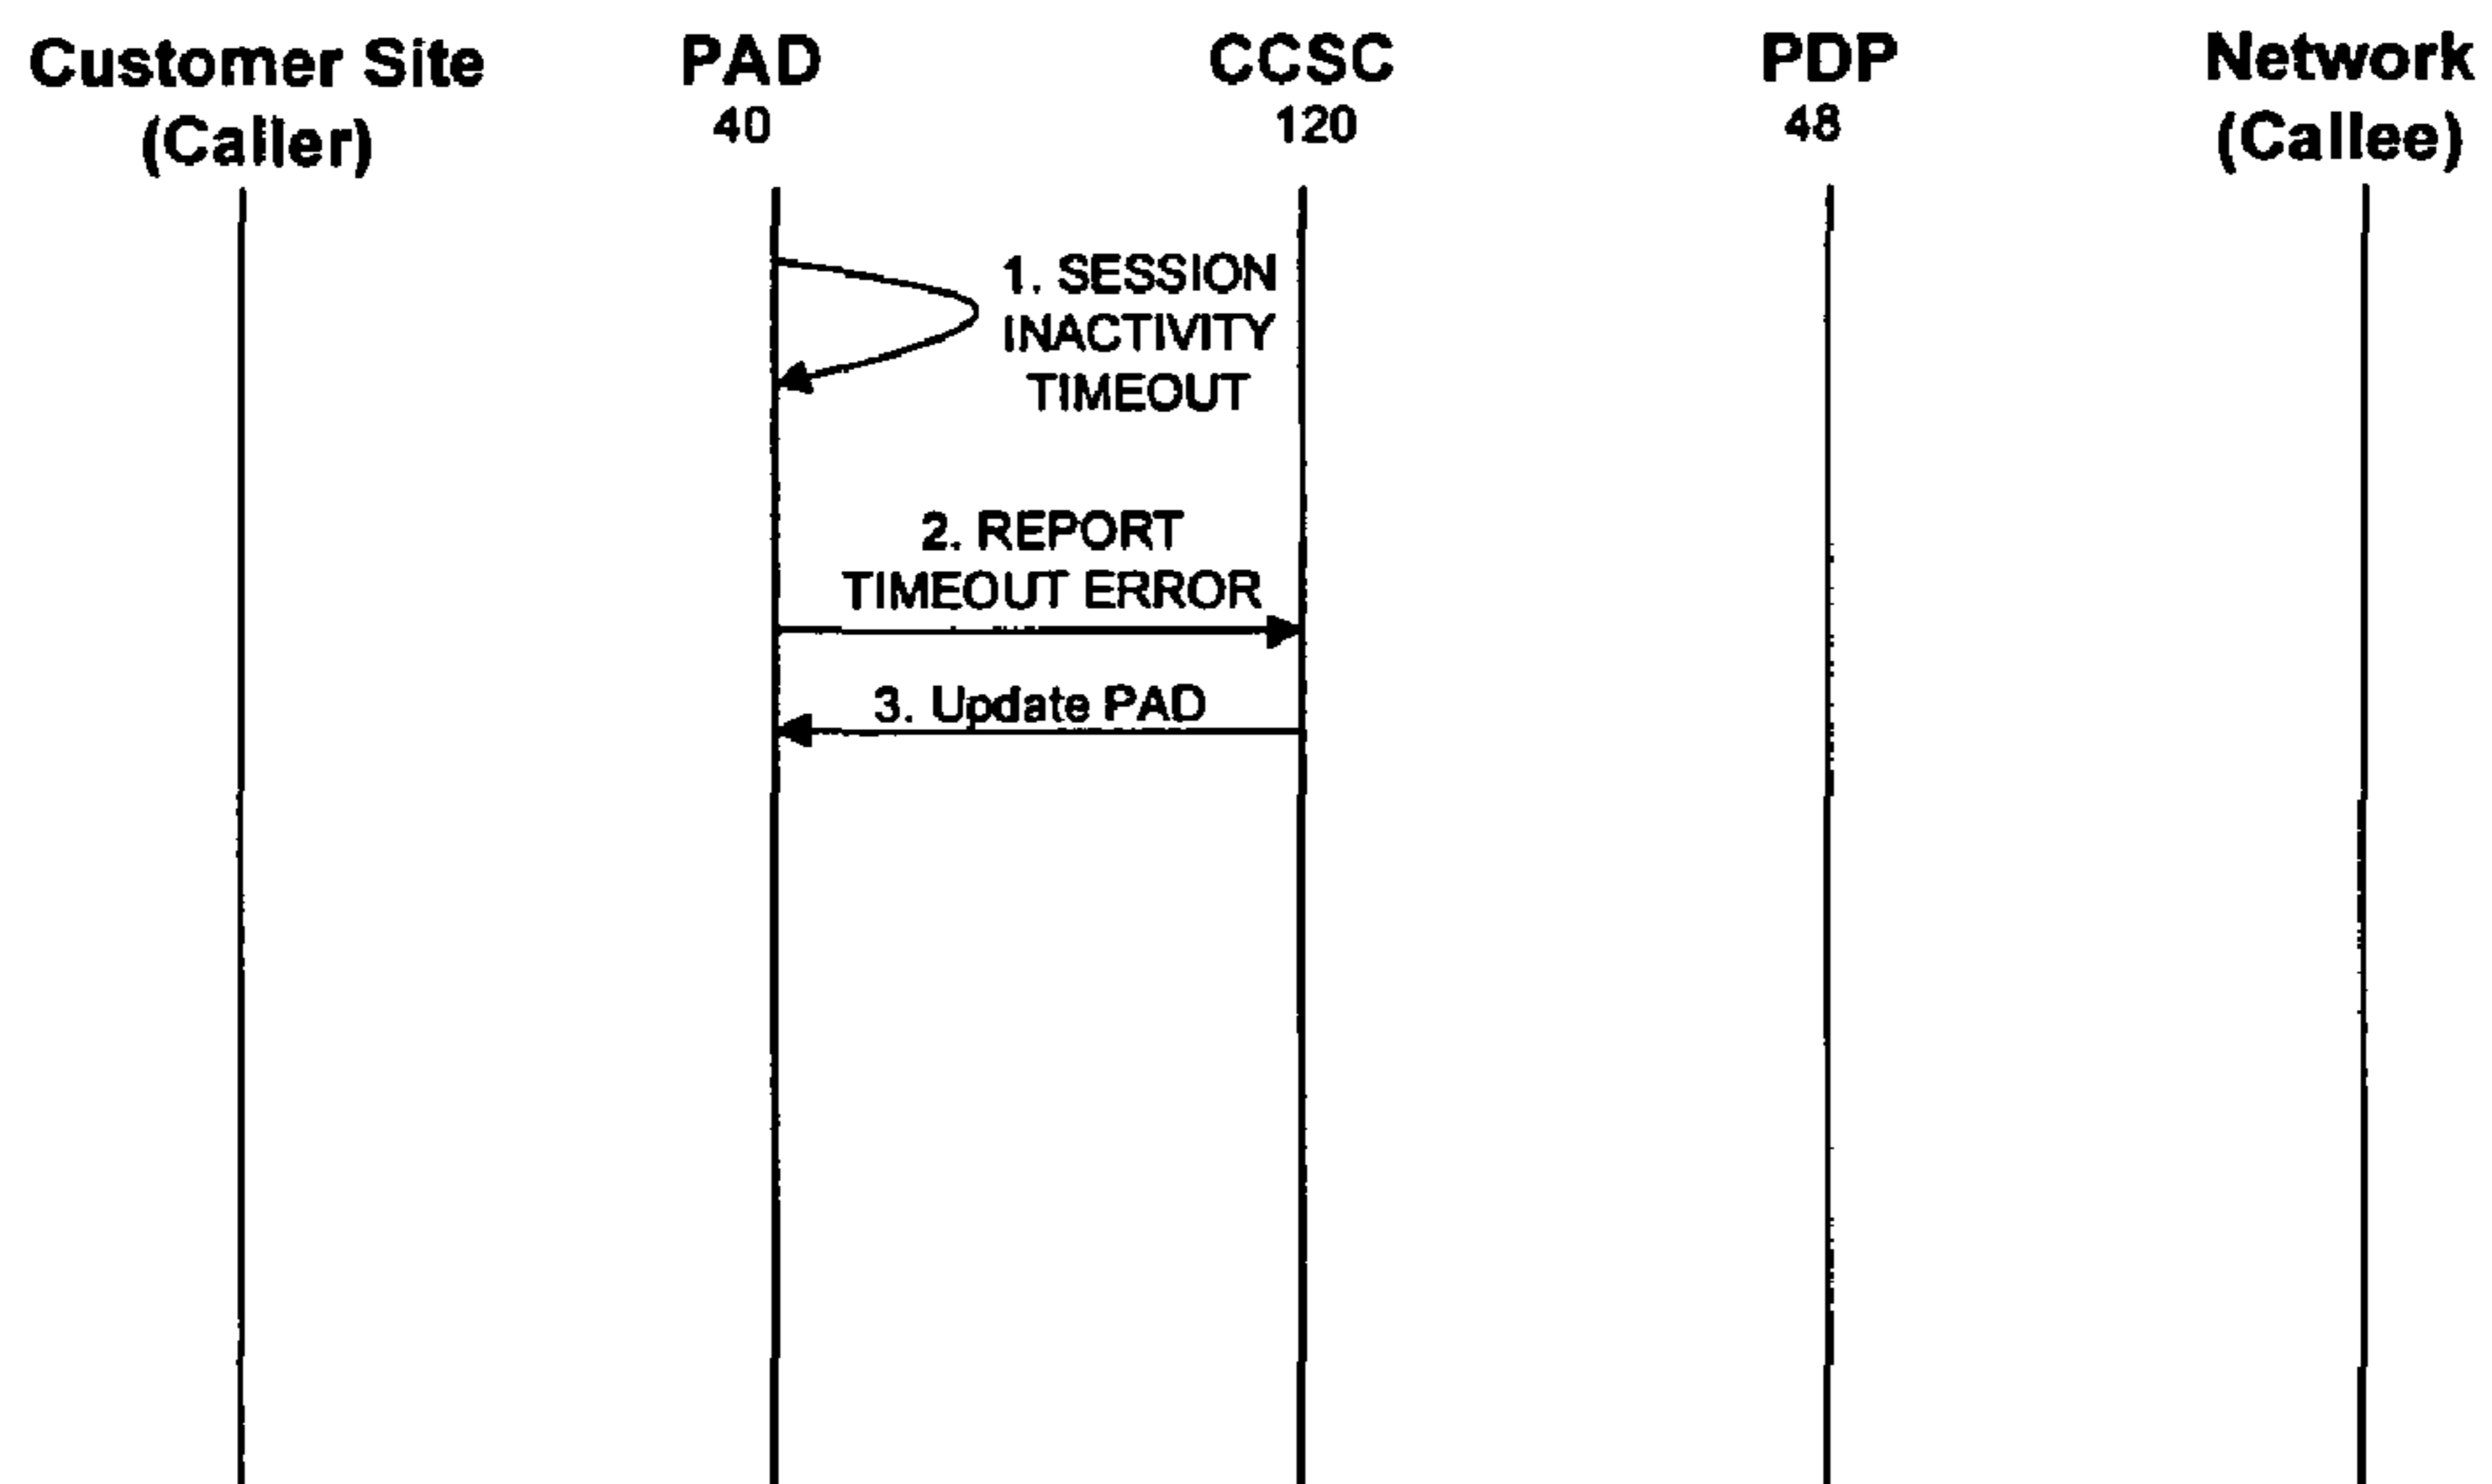 Customer Site
(Caller)
PAD
40
CCSC
120
PDP
48
Network
(Callee)
1. SESSION
INACTIVITY
TIMEOUT
2. REPORT
TIMEOUT ERROR
3. Update PAD